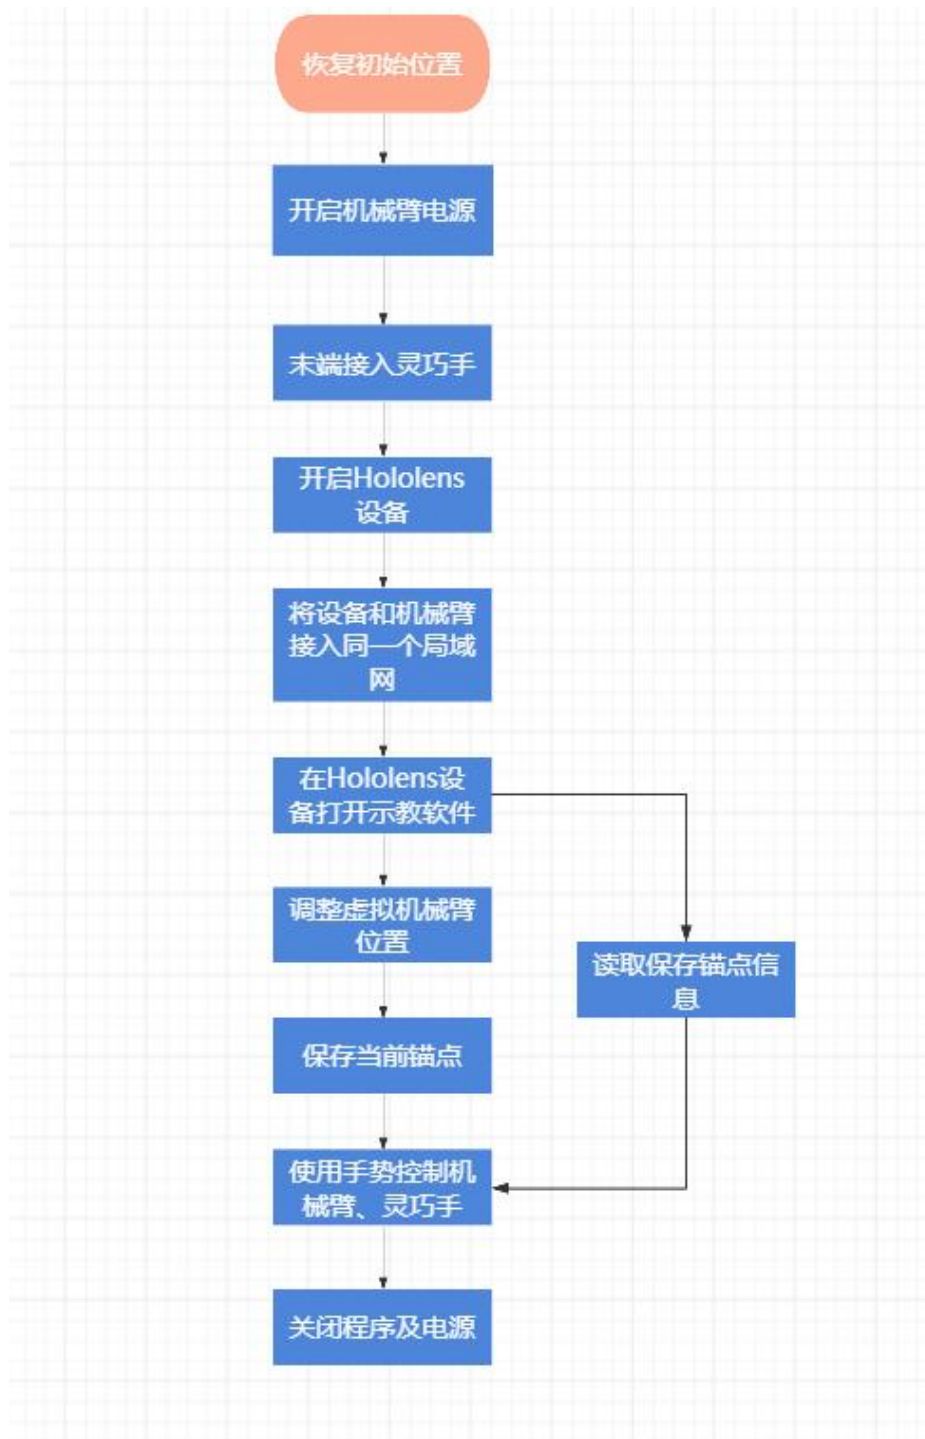 恢复初始位置
开启机械臂电源
末端接入灵巧手
开启Hololens
设备
将设备和机械臂
接入同一个局域
网
在Hololens设
备打开示教软件
调整虚拟机械臂
位置
读取保存锚点信
息
保存当前锚点
使用手势控制机
械臂、灵巧手
关闭程序及电源